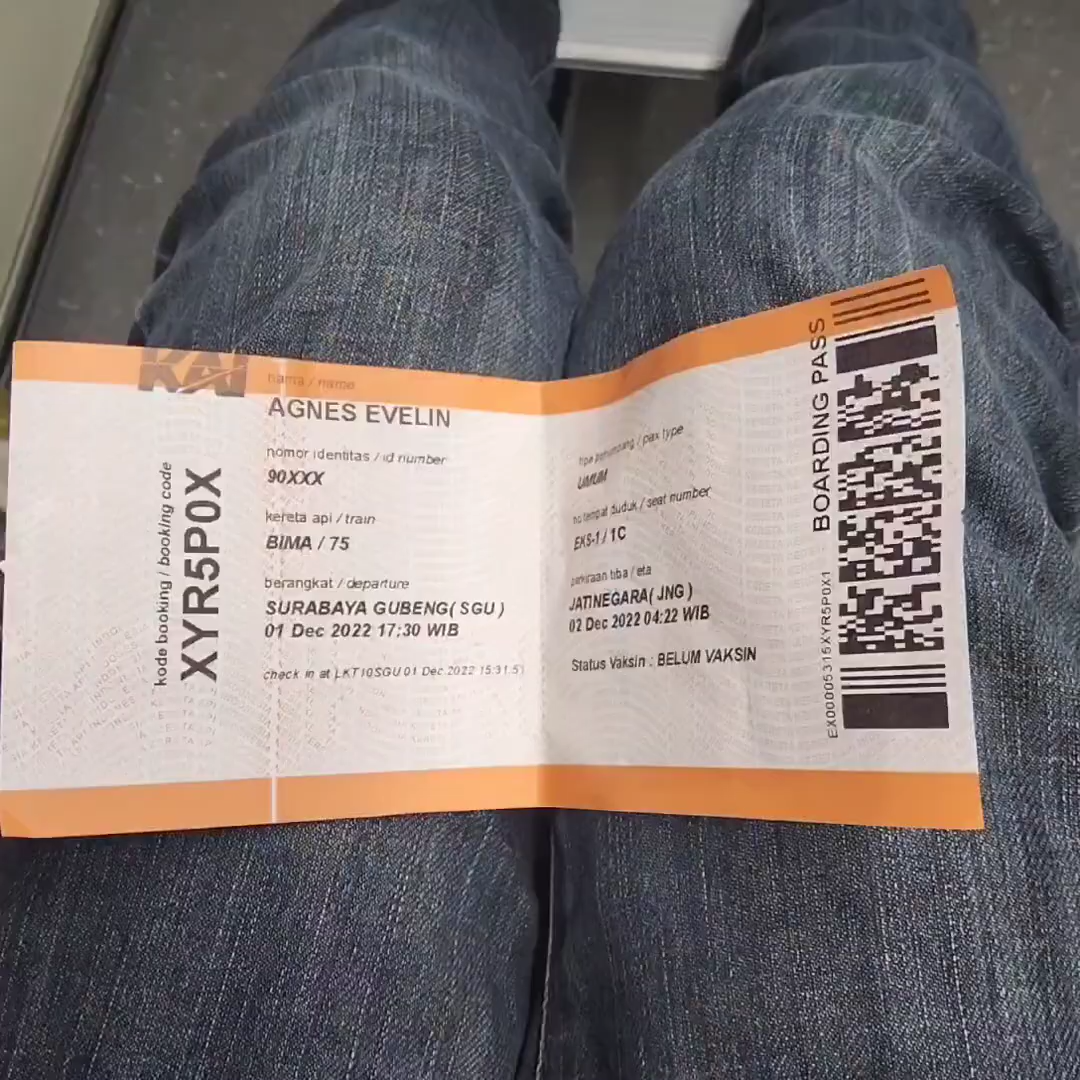 KAI
kode booking / booking code
XYR5P0X
nama / name
AGNES EVELIN
nomor identitas / id number
90XXX
kereta api / train
BIMA / 75
berangkat / departure
SURABAYA GUBENG( SGU )
01 Dec 2022 17:30 WIB
check in at LKT10SGU 01 Dec 2022 15:31:51
tipe penumpang / pax type
UMUM
no tempat duduk / seat number
EKS-1 / 1C
perkiraan tiba / eta
JATINEGARA( JNG )
02 Dec 2022 04:22 WIB
Status Vaksin : BELUM VAKSIN
BOARDING PASS
EX00005315XYR5P0X1